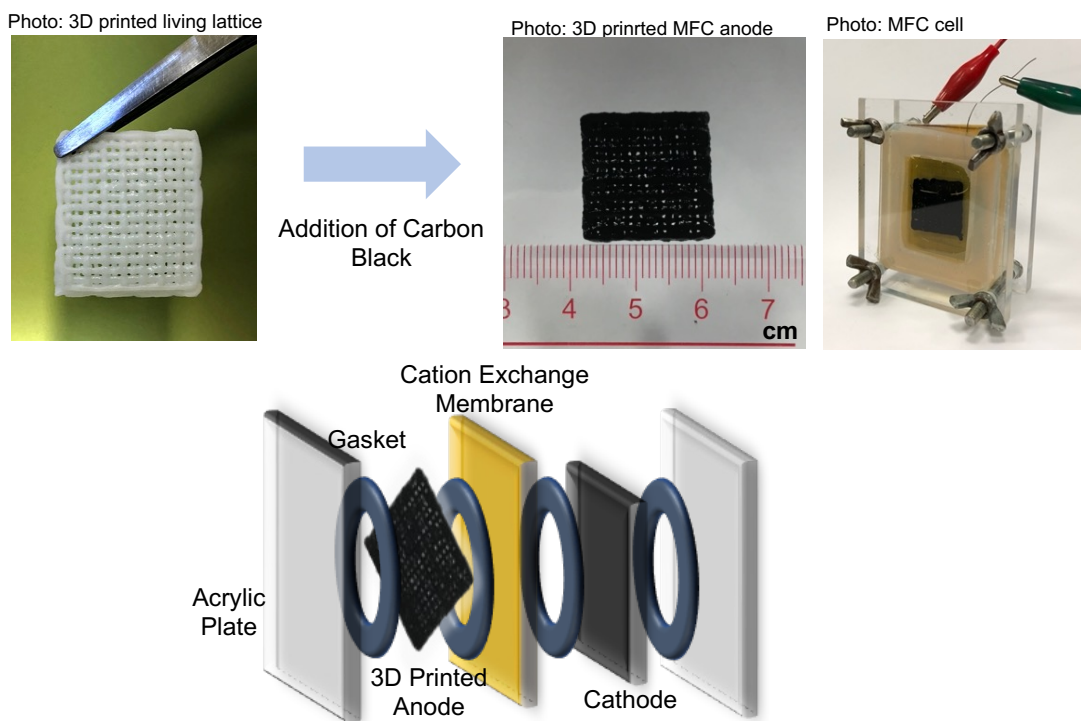 Photo: 3D printed living lattice
Photo: 3D prinrted MFC anode
Photo: MFC cell
Addition of Carbon
Black
3 4 5 6 7
cm
Cation Exchange
Membrane
Gasket
Acrylic
Plate
3D Printed
Anode
Cathode